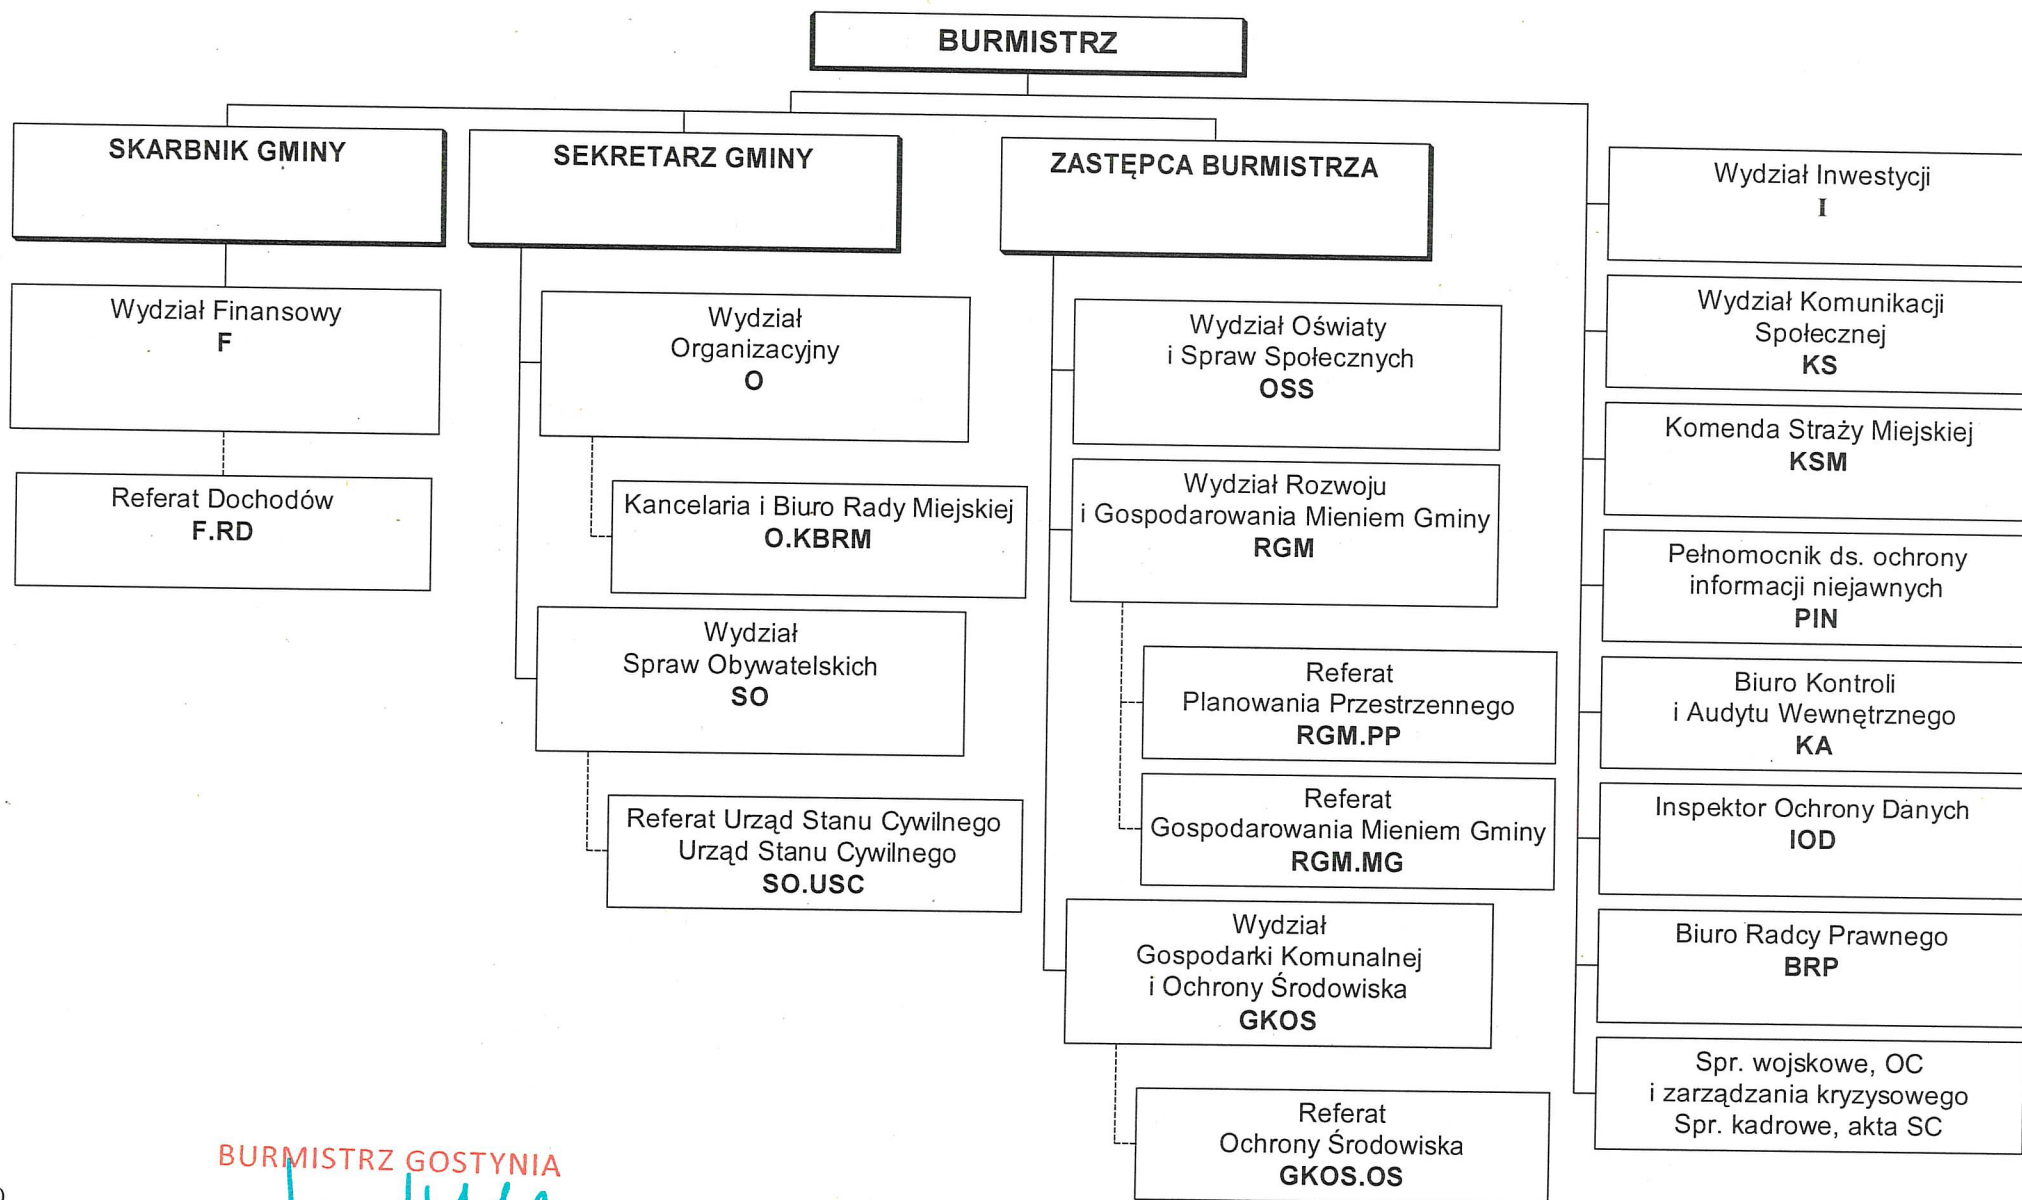 BURMISTRZ
SKARBNIK GMINY
Wydział Finansowy
F
Referat Dochodów
F.RD
SEKRETARZ GMINY
Wydział
Organizacyjny
O
Kancelaria i Biuro Rady Miejskiej
O.KBRM
Wydział
Spraw Obywatelskich
SO
Referat Urząd Stanu Cywilnego
Urząd Stanu Cywilnego
SO.USC
ZASTĘPCA BURMISTRZA
Wydział Oświaty
i Spraw Społecznych
OSS
Wydział Rozwoju
i Gospodarowania Mieniem Gminy
RGM
Referat
Planowania Przestrzennego
RGM.PP
Referat
Gospodarowania Mieniem Gminy
RGM.MG
Wydział
Gospodarki Komunalnej
i Ochrony Środowiska
GKOS
Referat
Ochrony Środowiska
GKOS.OS
Wydział Inwestycji
I
Wydział Komunikacji
Społecznej
KS
Komenda Straży Miejskiej
KSM
Pełnomocnik ds. ochrony
informacji niejawnych
PIN
Biuro Kontroli
i Audytu Wewnętrznego
KA
Inspektor Ochrony Danych
IOD
Biuro Radcy Prawnego
BRP
Spr. wojskowe, OC
i zarządzania kryzysowego
Spr. kadrowe, akta SC
BURMISTRZ GOSTYNIA